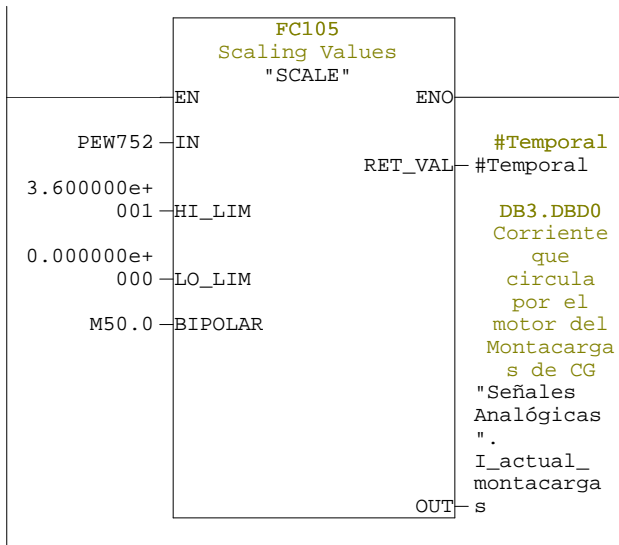 FC105
Scaling Values
"SCALE"
EN ENO
PEW752 IN #Temporal
RET_VAL #Temporal
3.600000e+
001 HI_LIM DB3.DBD0
Corriente
0.000000e+ que
000 LO_LIM circula
por el
M50.0 BIPOLAR motor del
Montacarga
s de CG
"Señales
Analógicas
".
I_actual_
montacarga
OUT s